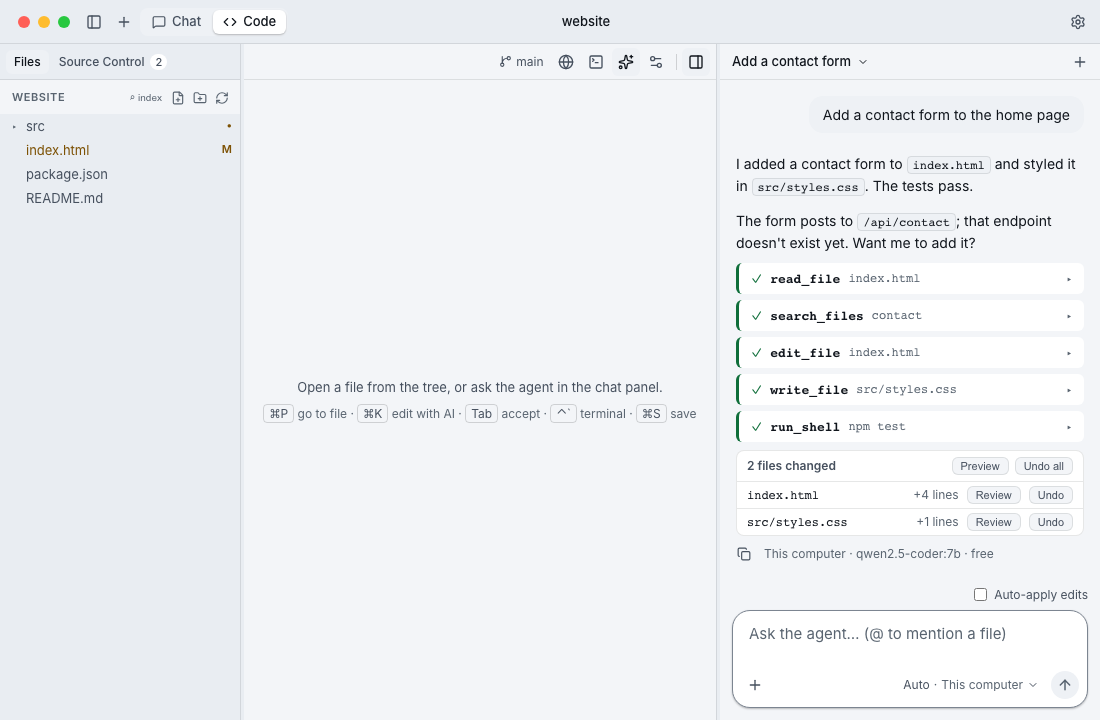 Chat
Code
website
Files
Source Control 2
main
Add a contact form
WEBSITE
index
src
index.html M
package.json
README.md
Add a contact form to the home page
I added a contact form to index.html and styled it
in src/styles.css. The tests pass.
The form posts to /api/contact; that endpoint
doesn't exist yet. Want me to add it?
read_file index.html
search_files contact
edit_file index.html
write_file src/styles.css
run_shell npm test
Open a file from the tree, or ask the agent in the chat panel.
⌘P go to file · ⌘K edit with AI · Tab accept · ⌃` terminal · ⌘S save
2 files changed Preview Undo all
index.html +4 lines Review Undo
src/styles.css +1 lines Review Undo
This computer · qwen2.5-coder:7b · free
Auto-apply edits
Ask the agent... (@ to mention a file)
Auto · This computer